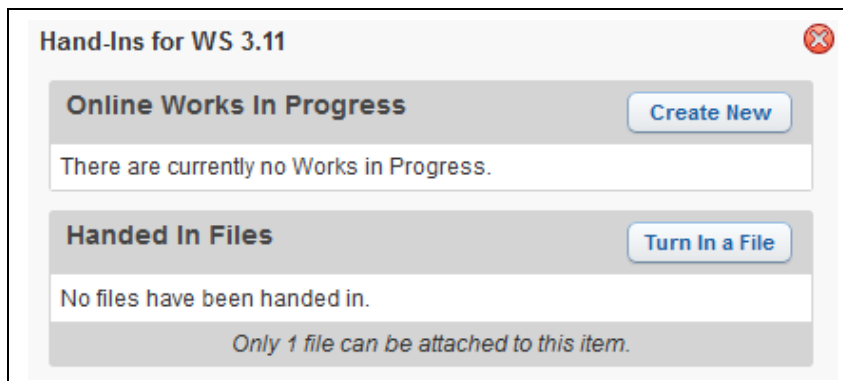 Hand-Ins for WS 3.11
Online Works In Progress
Create New
There are currently no Works in Progress.
Handed In Files
Turn In a File
No files have been handed in.
Only 1 file can be attached to this item.